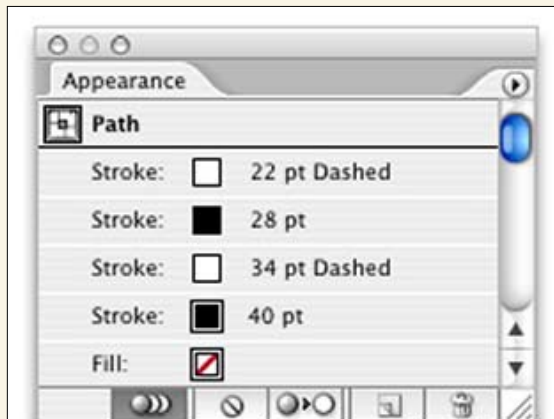 Appearance
Path
Stroke: 22 pt Dashed
Stroke: 28 pt
Stroke: 34 pt Dashed
Stroke: 40 pt
Fill: